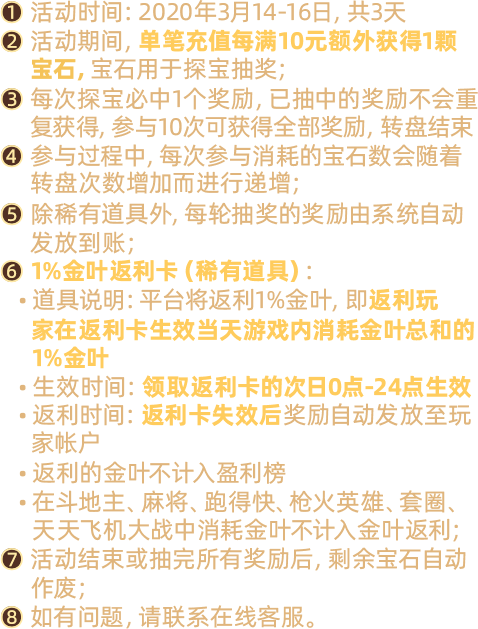 1 活动时间: 2020年3月14-16日, 共3天
2 活动期间, 单笔充值每满10元额外获得1颗
宝石, 宝石用于探宝抽奖;
3 每次探宝必中1个奖励, 已抽中的奖励不会重
复获得, 参与10次可获得全部奖励, 转盘结束
4 参与过程中, 每次参与消耗的宝石数会随着
转盘次数增加而进行递增;
5 除稀有道具外, 每轮抽奖的奖励由系统自动
发放到账;
6 1%金叶返利卡 (稀有道具) :
• 道具说明: 平台将返利1%金叶, 即返利玩
家在返利卡生效当天游戏内消耗金叶总和的
1%金叶
• 生效时间: 领取返利卡的次日0点-24点生效
• 返利时间: 返利卡失效后奖励自动发放至玩
家帐户
• 返利的金叶不计入盈利榜
• 在斗地主、麻将、跑得快、枪火英雄、套圈、
天天飞机大战中消耗金叶不计入金叶返利;
7 活动结束或抽完所有奖励后, 剩余宝石自动
作废;
8 如有问题, 请联系在线客服。